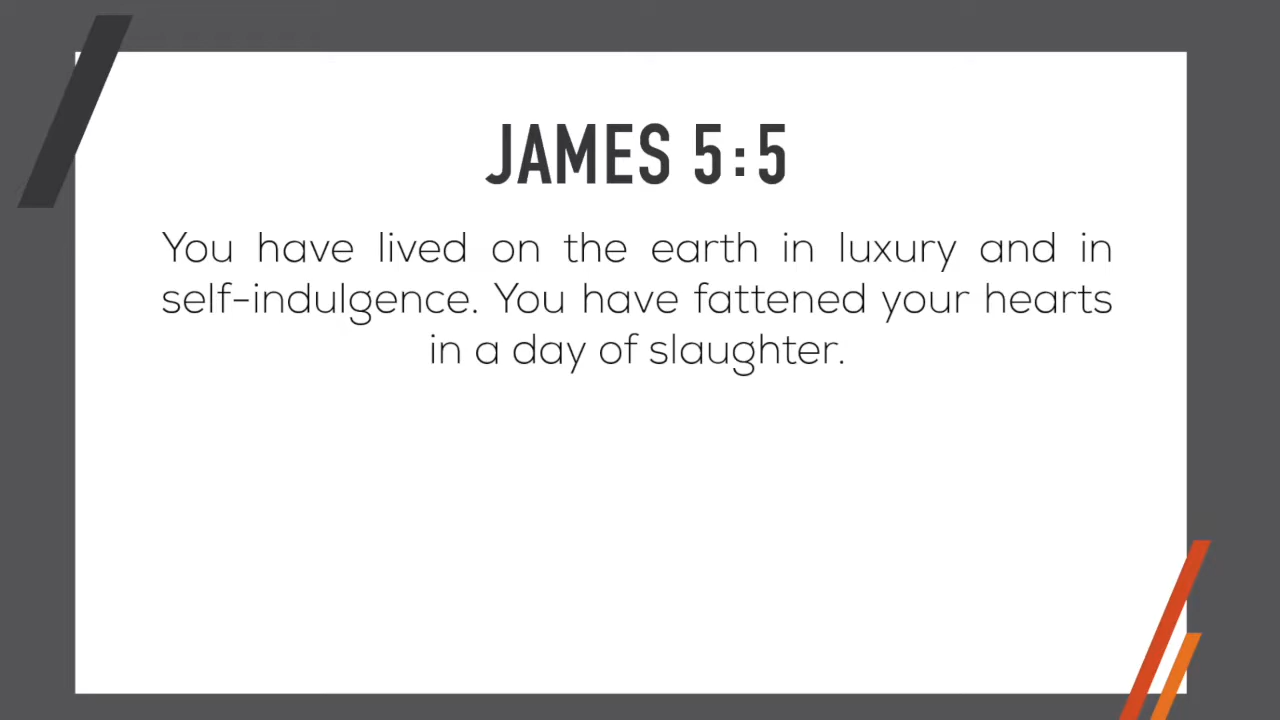 JAMES 5:5
You have lived on the earth in luxury and in
self-indulgence. You have fattened your hearts
in a day of slaughter.